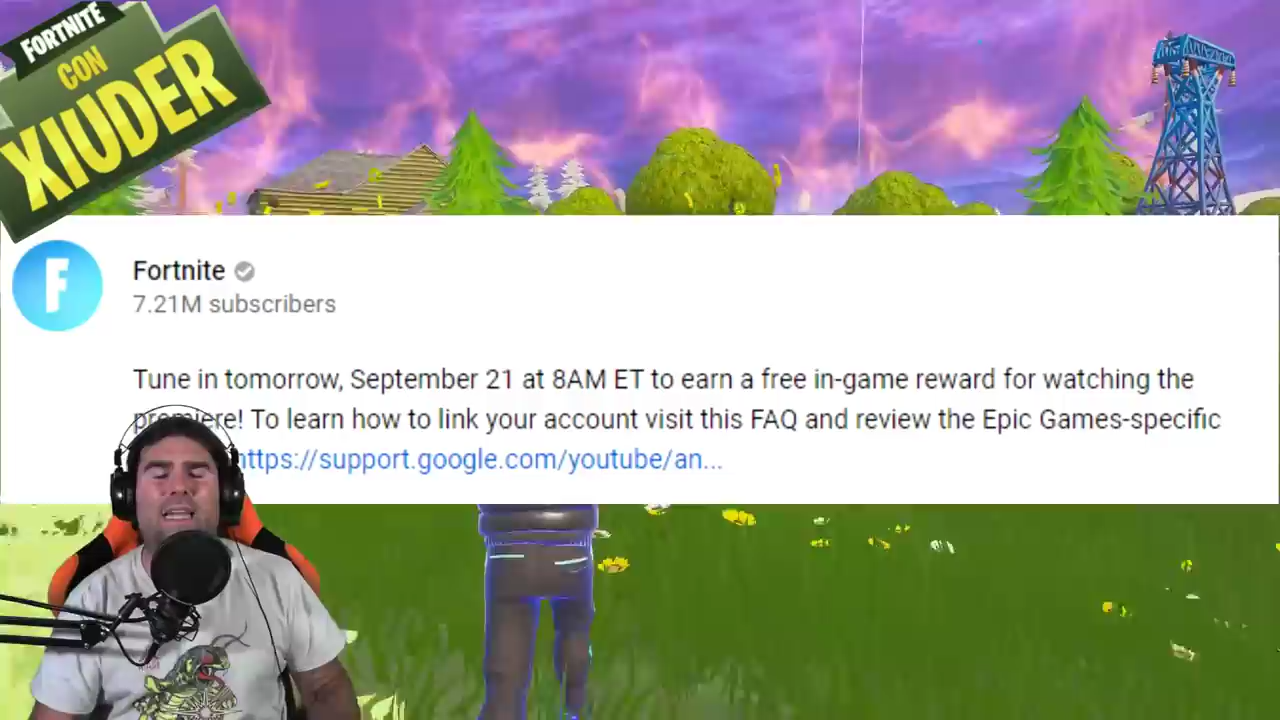 FORTNITE
CON
XIUDER
F
Fortnite
7.21M subscribers
Tune in tomorrow, September 21 at 8AM ET to earn a free in-game reward for watching the
premiere! To learn how to link your account visit this FAQ and review the Epic Games-specific
https://support.google.com/youtube/an...